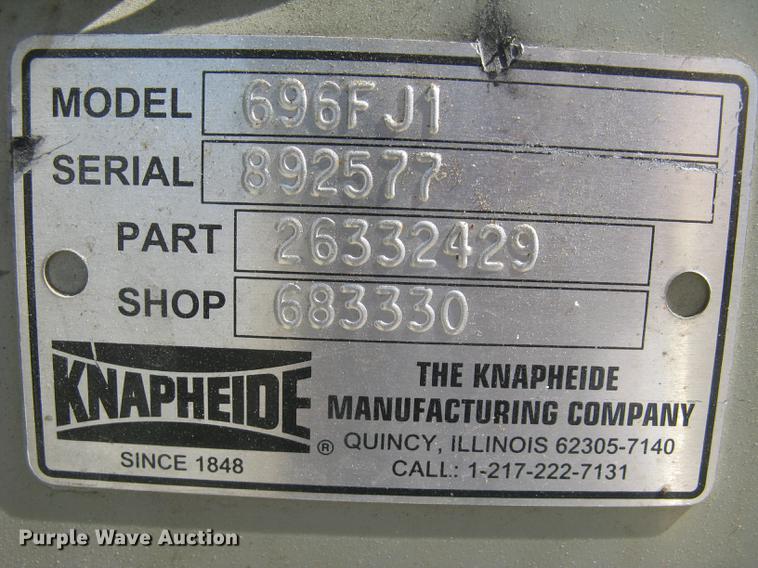 MODEL 696FJ1
SERIAL 892577
PART 26332429
SHOP 683330
KNAPHEIDE ®
SINCE 1848
THE KNAPHEIDE
MANUFACTURING COMPANY
QUINCY, ILLINOIS 62305-7140
CALL: 1-217-222-7131
Purple Wave Auction